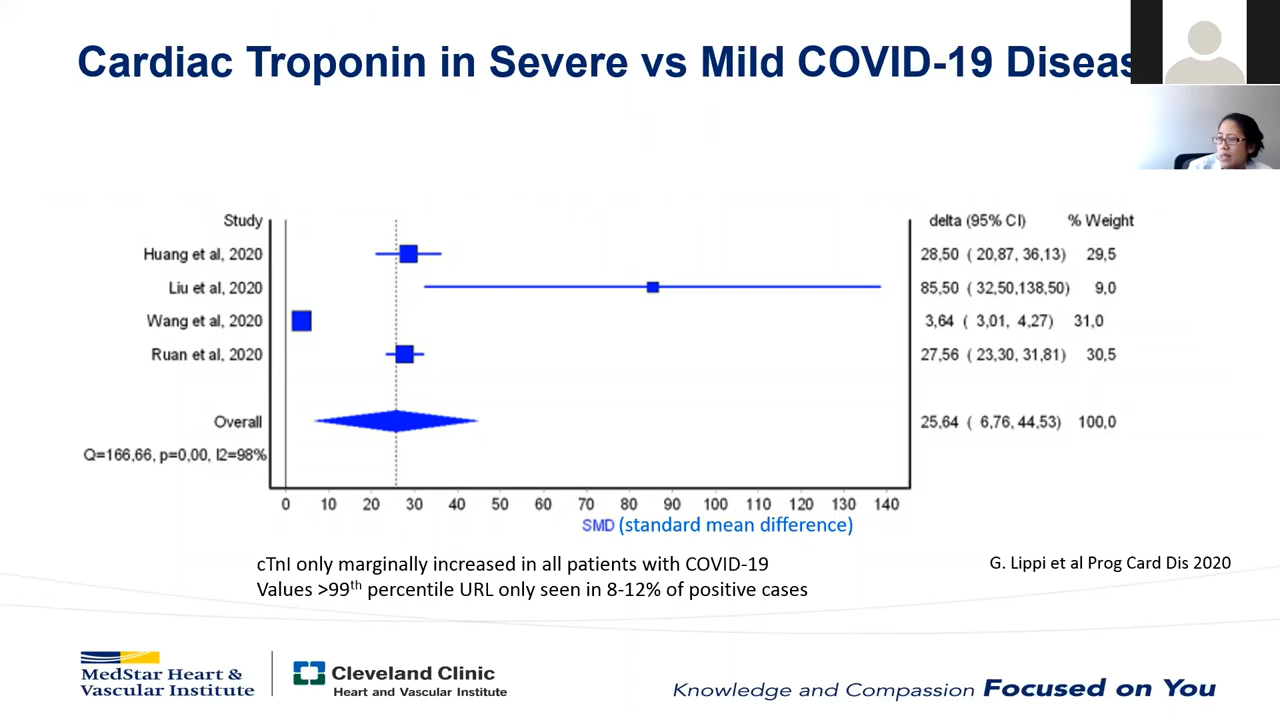 Cardiac Troponin in Severe vs Mild COVID-19 Diseas
Study delta (95% CI) % Weight
Huang et al, 2020 28,50 ( 20,87, 36,13) 29,5
Liu et al, 2020 85,50 ( 32,50,138,50) 9,0
Wang et al, 2020 3,64 ( 3,01, 4,27) 31,0
Ruan et al, 2020 27,56 ( 23,30, 31,81) 30,5
Overall 25,64 ( 6,76, 44,53) 100,0
Q=166,66, p=0,00, I2=98%
0 10 20 30 40 50 60 70 80 90 100 110 120 130 140
SMD (standard mean difference)
cTnI only marginally increased in all patients with COVID-19
Values >99th percentile URL only seen in 8-12% of positive cases
G. Lippi et al Prog Card Dis 2020
MedStar Heart &
Vascular Institute
Cleveland Clinic
Heart and Vascular Institute
Knowledge and Compassion Focused on You